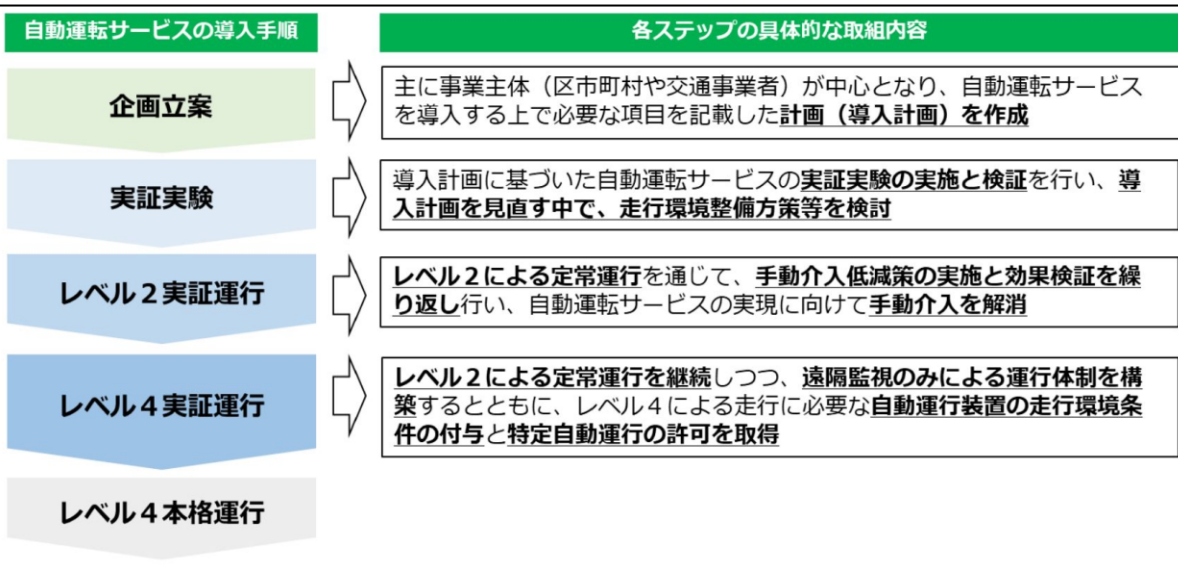 自動運転サービスの導入手順
各ステップの具体的な取組内容
企画立案
主に事業主体（区市町村や交通事業者）が中心となり、自動運転サービス
を導入する上で必要な項目を記載した計画（導入計画）を作成
実証実験
導入計画に基づいた自動運転サービスの実証実験の実施と検証を行い、導
入計画を見直す中で、走行環境整備方策等を検討
レベル２実証運行
レベル２による定常運行を通じて、手動介入低減策の実施と効果検証を繰
り返し行い、自動運転サービスの実現に向けて手動介入を解消
レベル４実証運行
レベル２による定常運行を継続しつつ、遠隔監視のみによる運行体制を構
築するとともに、レベル４による走行に必要な自動運行装置の走行環境条
件の付与と特定自動運行の許可を取得
レベル４本格運行